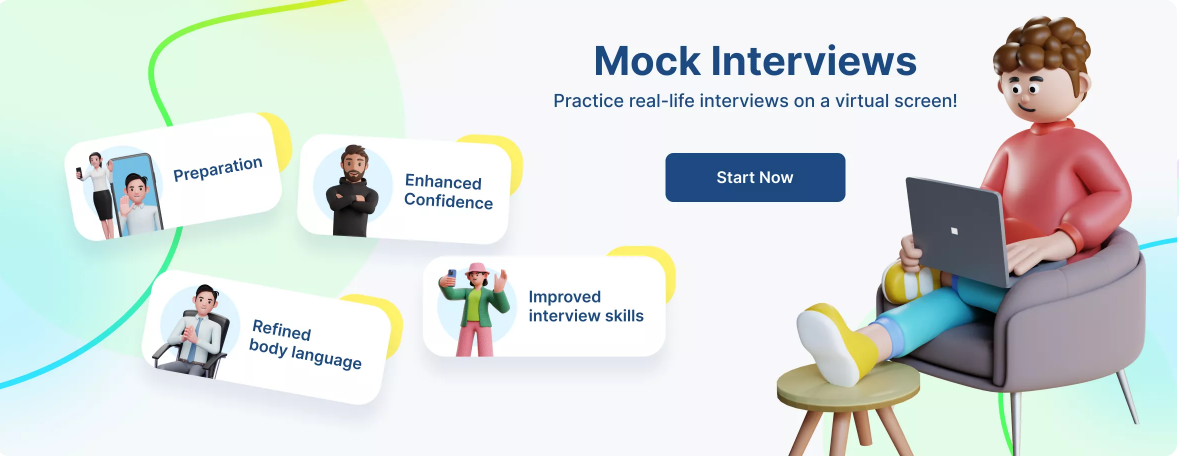 Mock Interviews
Practice real-life interviews on a virtual screen!
Start Now
Preparation
Enhanced
Confidence
Refined
body language
Improved
interview skills